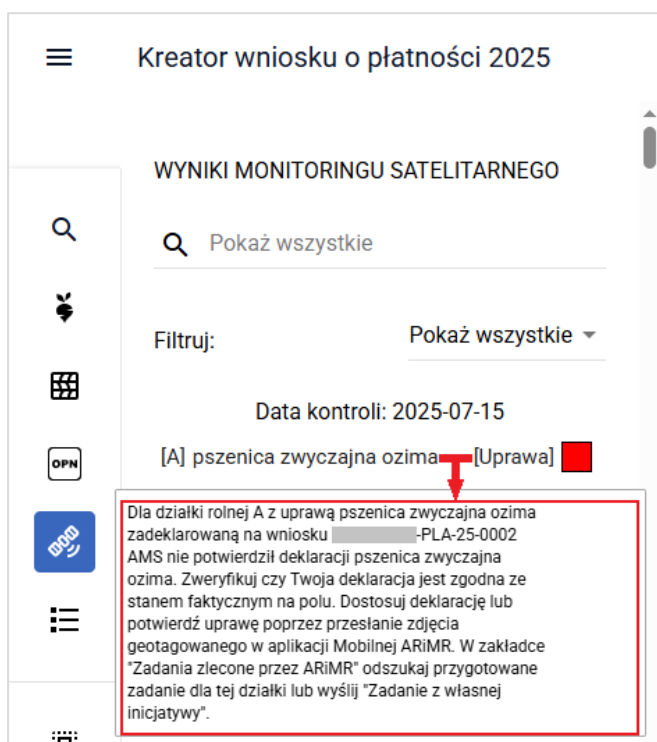 Kreator wniosku o płatności 2025
WYNIKI MONITORINGU SATELITARNEGO
Pokaż wszystkie
Filtruj:
Pokaż wszystkie
Data kontroli: 2025-07-15
[A] pszenica zwyczajna ozima
[Uprawa]
OPN
Dla działki rolnej A z uprawą pszenica zwyczajna ozima
zadeklarowaną na wniosku -PLA-25-0002
AMS nie potwierdził deklaracji pszenica zwyczajna
ozima. Zweryfikuj czy Twoja deklaracja jest zgodna ze
stanem faktycznym na polu. Dostosuj deklarację lub
potwierdź uprawę poprzez przesłanie zdjęcia
geotagowanego w aplikacji Mobilnej ARiMR. W zakładce
"Zadania zlecone przez ARiMR" odszukaj przygotowane
zadanie dla tej działki lub wyślij "Zadanie z własnej
inicjatywy".